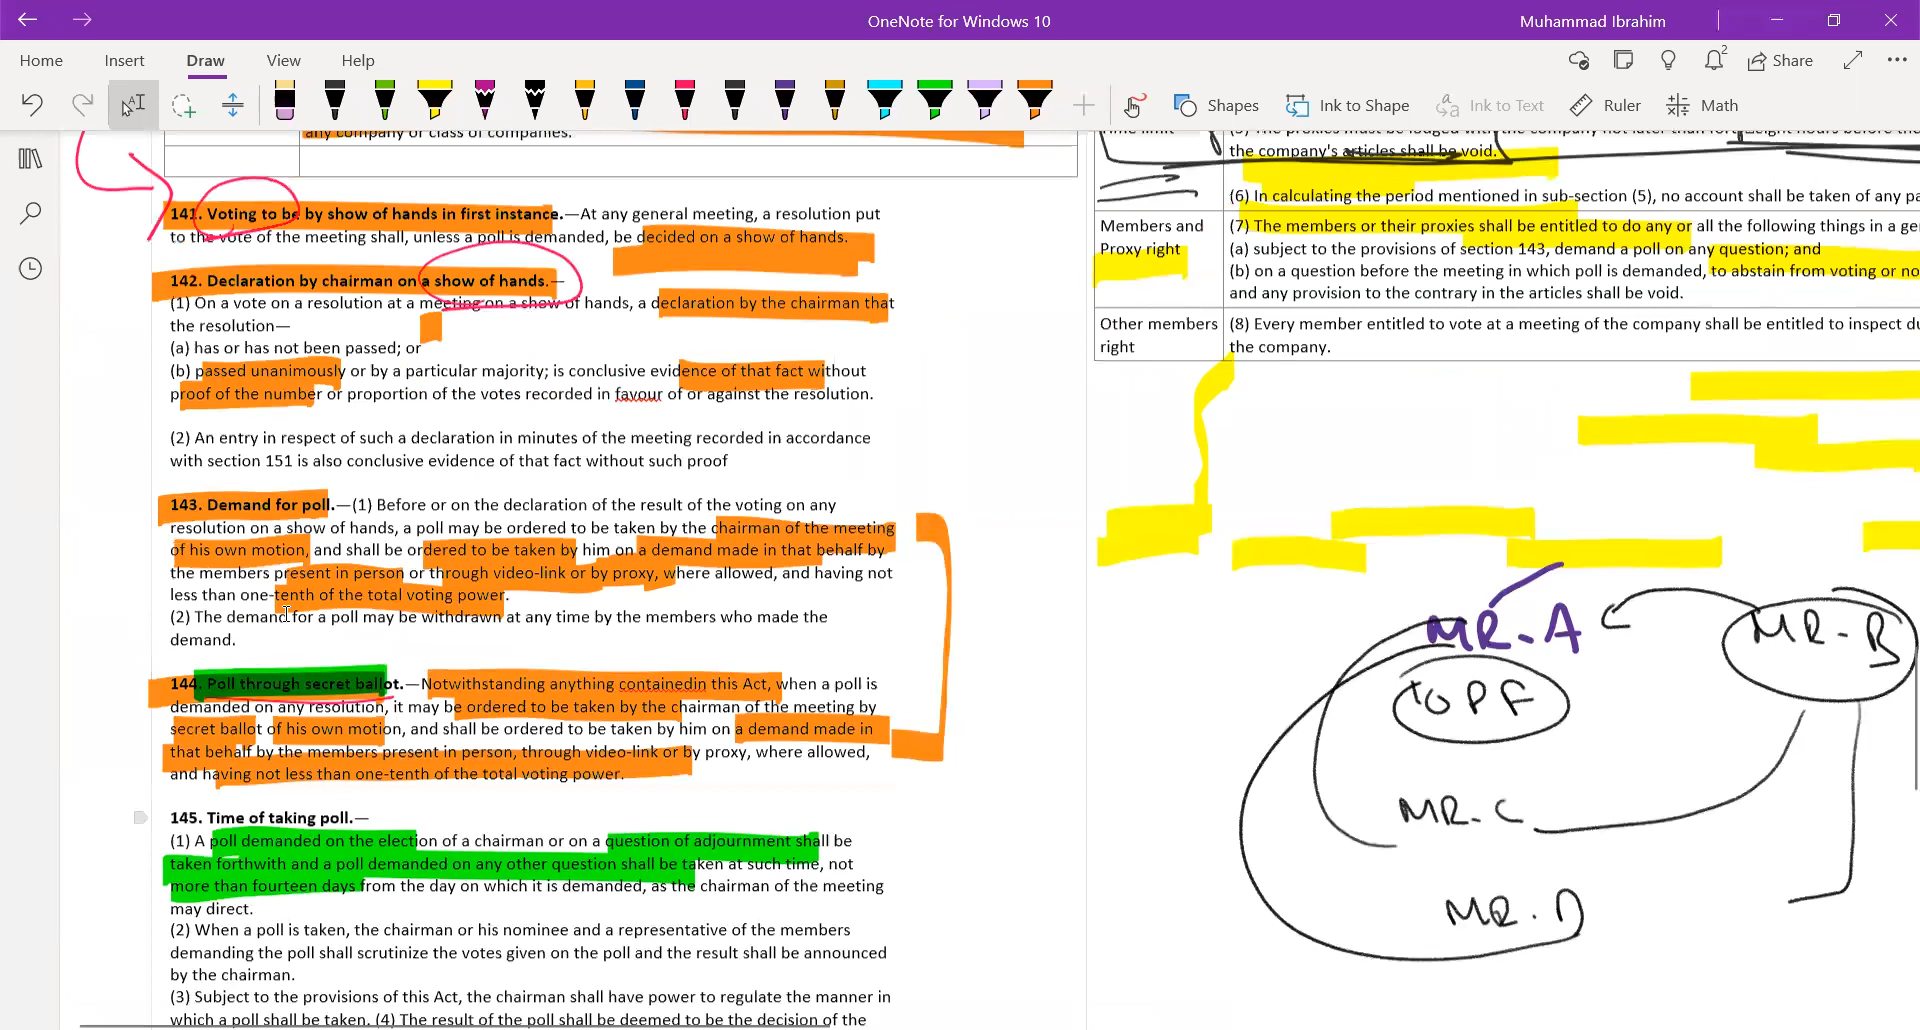 OneNote for Windows 10
Muhammad Ibrahim
Home Insert Draw View Help
2
Share
Shapes Ink to Shape Ink to Text Ruler Math
any company or class of companies.
141. Voting to be by show of hands in first instance.—At any general meeting, a resolution put
to the vote of the meeting shall, unless a poll is demanded, be decided on a show of hands.
142. Declaration by chairman on a show of hands.—
(1) On a vote on a resolution at a meeting on a show of hands, a declaration by the chairman that
the resolution—
(a) has or has not been passed; or
(b) passed unanimously or by a particular majority; is conclusive evidence of that fact without
proof of the number or proportion of the votes recorded in favour of or against the resolution.
(2) An entry in respect of such a declaration in minutes of the meeting recorded in accordance
with section 151 is also conclusive evidence of that fact without such proof
143. Demand for poll.—(1) Before or on the declaration of the result of the voting on any
resolution on a show of hands, a poll may be ordered to be taken by the chairman of the meeting
of his own motion, and shall be ordered to be taken by him on a demand made in that behalf by
the members present in person or through video-link or by proxy, where allowed, and having not
less than one-tenth of the total voting power.
(2) The demand for a poll may be withdrawn at any time by the members who made the
demand.
144. Poll through secret ballot.—Notwithstanding anything containedin this Act, when a poll is
demanded on any resolution, it may be ordered to be taken by the chairman of the meeting by
secret ballot of his own motion, and shall be ordered to be taken by him on a demand made in
that behalf by the members present in person, through video-link or by proxy, where allowed,
and having not less than one-tenth of the total voting power.
145. Time of taking poll.—
(1) A poll demanded on the election of a chairman or on a question of adjournment shall be
taken forthwith and a poll demanded on any other question shall be taken at such time, not
more than fourteen days from the day on which it is demanded, as the chairman of the meeting
may direct.
(2) When a poll is taken, the chairman or his nominee and a representative of the members
demanding the poll shall scrutinize the votes given on the poll and the result shall be announced
by the chairman.
(3) Subject to the provisions of this Act, the chairman shall have power to regulate the manner in
which a poll shall be taken. (4) The result of the poll shall be deemed to be the decision of the
Time limit
(5) The proxies must be lodged with the company not later than forty-eight hours before the
the company's articles shall be void.
(6) In calculating the period mentioned in sub-section (5), no account shall be taken of any pa
Members and
Proxy right
(7) The members or their proxies shall be entitled to do any or all the following things in a ge
(a) subject to the provisions of section 143, demand a poll on any question; and
(b) on a question before the meeting in which poll is demanded, to abstain from voting or no
and any provision to the contrary in the articles shall be void.
Other members
right
(8) Every member entitled to vote at a meeting of the company shall be entitled to inspect du
the company.
MR-A
MR-B
MR-C
MR.D